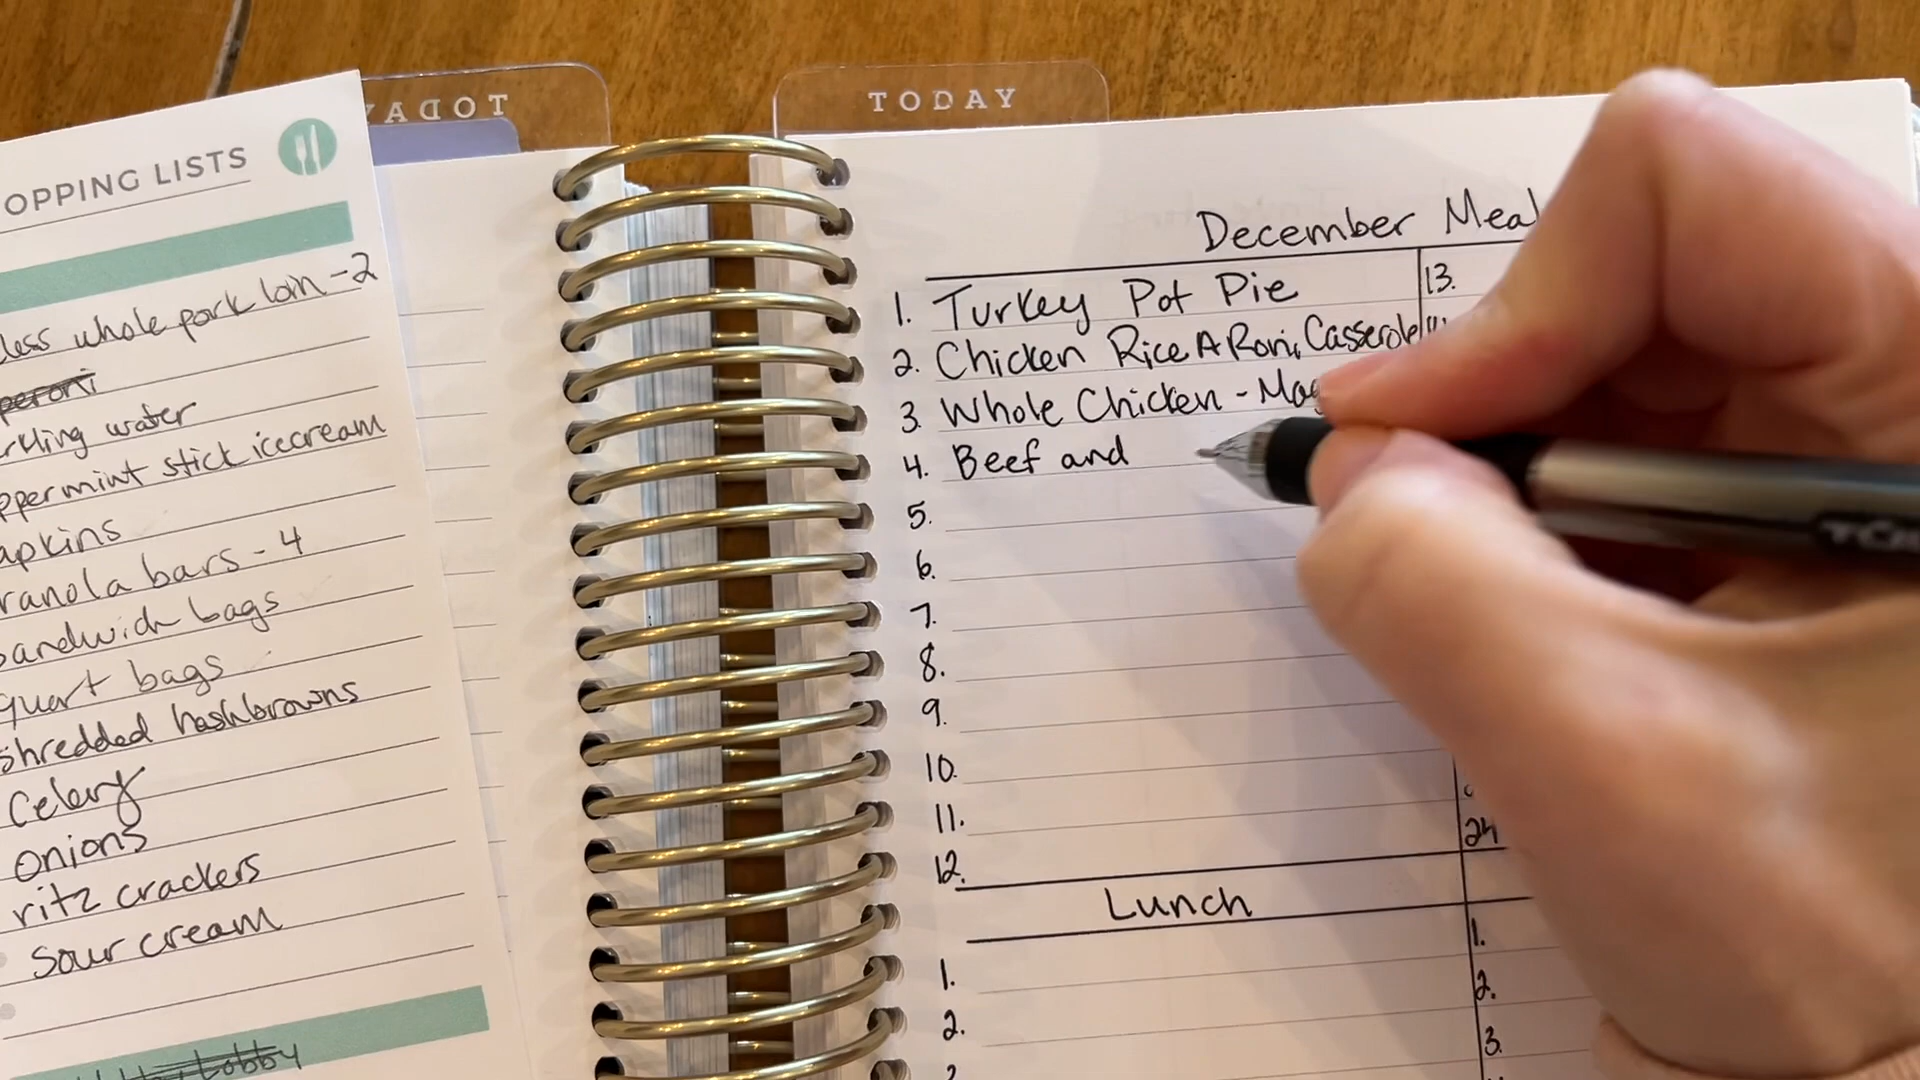 TODAY
TODAY
OPPING LISTS
less whole pork loin -2
peroni
rkling water
ppermint stick icecream
apkins
ranola bars - 4
andwich bags
quart bags
shredded hashbrowns
Celery
onions
ritz crackers
sour cream
December Meal
1. Turkey Pot Pie
2. Chicken Rice A Roni Casserole
3. Whole Chicken - Mag
4. Beef and
5.
6.
7.
8.
9.
10.
11.
12.
13.
24
Lunch
1.
2.
1.
2.
3.